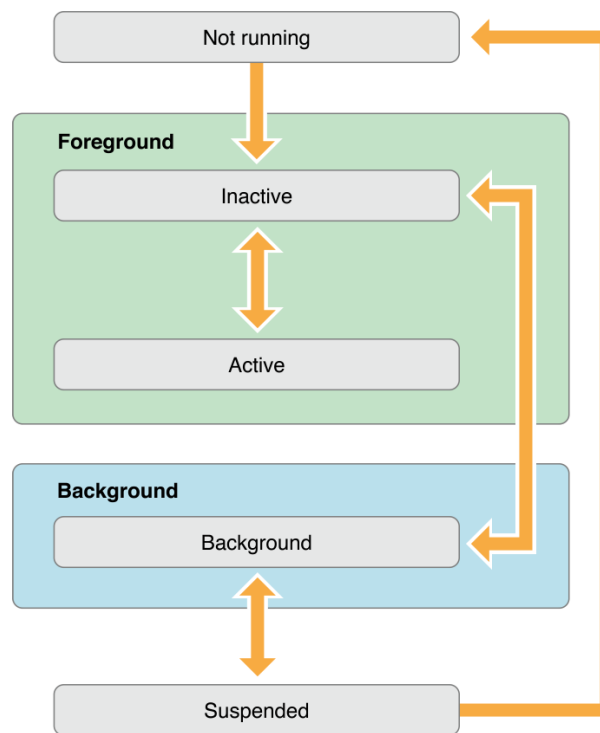 Not running
Foreground
Inactive
Active
Background
Background
Suspended